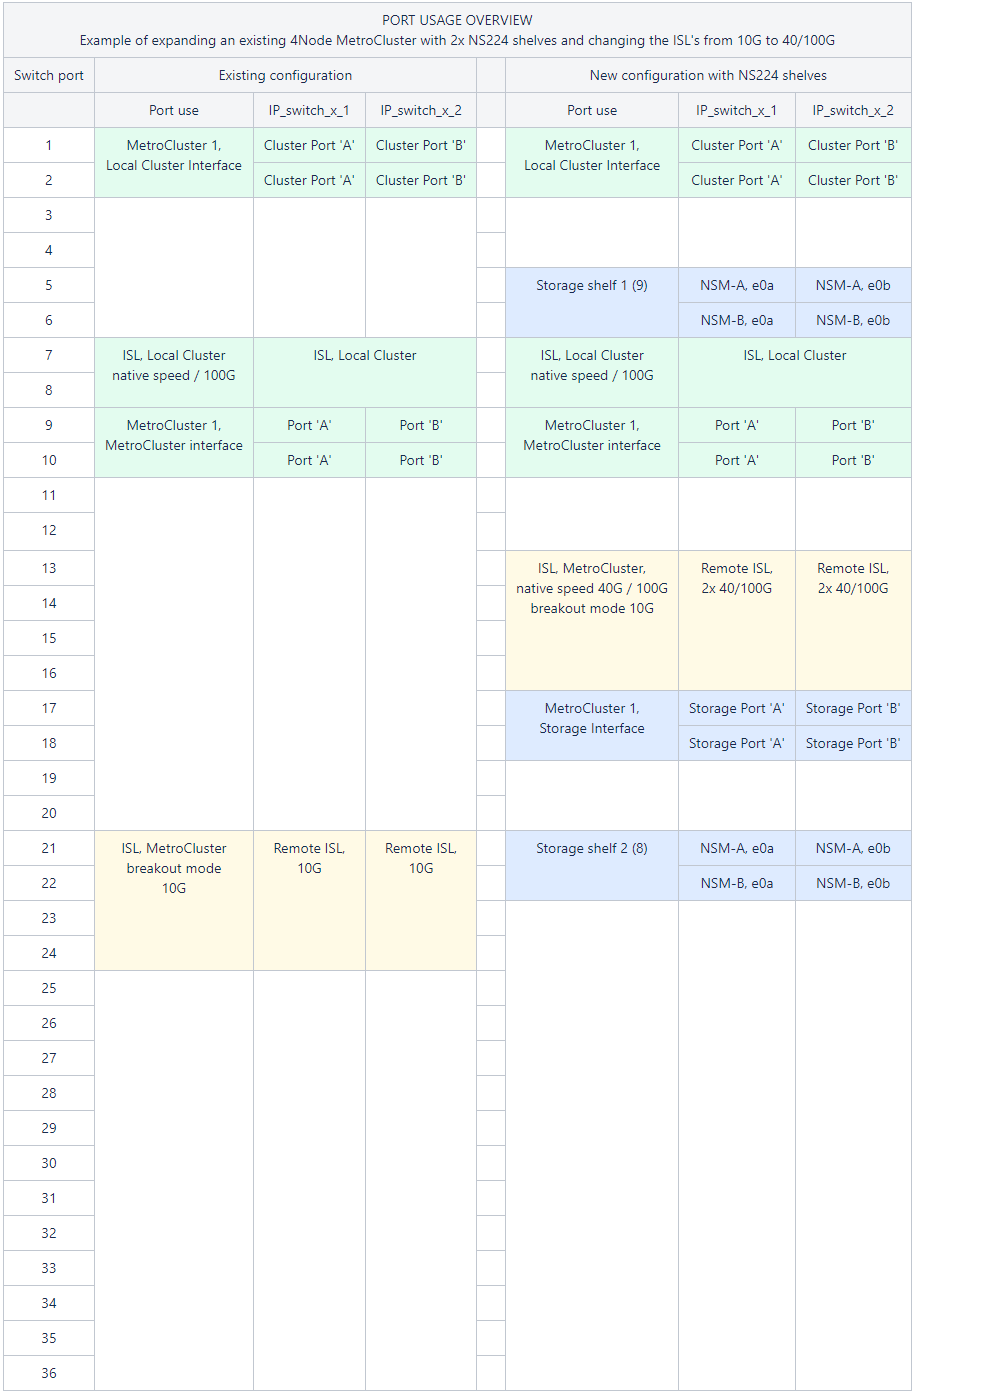 PORT USAGE OVERVIEW
Example of expanding an existing 4Node MetroCluster with 2x NS224 shelves and changing the ISL's from 10G to 40/100G
Switch port Existing configuration New configuration with NS224 shelves
Port use IP_switch_x_1 IP_switch_x_2 Port use IP_switch_x_1 IP_switch_x_2
1 MetroCluster 1, Cluster Port 'A' Cluster Port 'B' MetroCluster 1, Cluster Port 'A' Cluster Port 'B'
Local Cluster Interface Local Cluster Interface
2 Cluster Port 'A' Cluster Port 'B' Cluster Port 'A' Cluster Port 'B'
3
4
5 Storage shelf 1 (9) NSM-A, e0a NSM-A, e0b
6 NSM-B, e0a NSM-B, e0b
7 ISL, Local Cluster ISL, Local Cluster ISL, Local Cluster ISL, Local Cluster
native speed / 100G native speed / 100G
8
9 MetroCluster 1, Port 'A' Port 'B' MetroCluster 1, Port 'A' Port 'B'
MetroCluster interface MetroCluster interface
10 Port 'A' Port 'B' Port 'A' Port 'B'
11
12
13 ISL, MetroCluster, Remote ISL, Remote ISL,
native speed 40G / 100G 2x 40/100G 2x 40/100G
14 breakout mode 10G
15
16
17 MetroCluster 1, Storage Port 'A' Storage Port 'B'
Storage Interface
18 Storage Port 'A' Storage Port 'B'
19
20
21 ISL, MetroCluster Remote ISL, Remote ISL, Storage shelf 2 (8) NSM-A, e0a NSM-A, e0b
breakout mode 10G 10G
22 10G NSM-B, e0a NSM-B, e0b
23
24
25
26
27
28
29
30
31
32
33
34
35
36